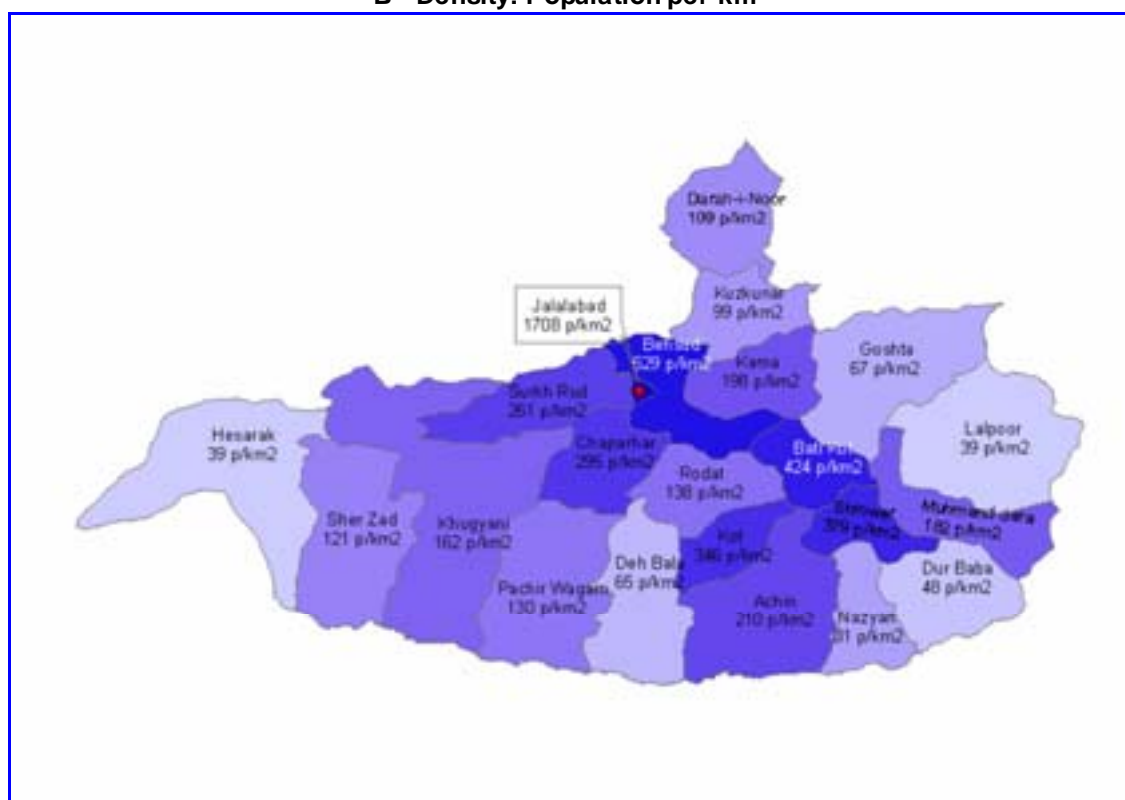 B - Density: Population per km
Darah-i-Noor
109 p/km2
Kuzkunar
99 p/km2
Jalalabad
1708 p/km2
Behsud
629 p/km2
Kama
198 p/km2
Goshta
67 p/km2
Surkh Rud
261 p/km2
Hesarak
39 p/km2
Chaparhar
295 p/km2
Lalpoor
39 p/km2
Bati Kot
424 p/km2
Rodat
138 p/km2
Sher Zad
121 p/km2
Khugyani
162 p/km2
Shinwar
p/km2
Muhmand-dara
182 p/km2
Kot
346 p/km2
Deh Bala
65 p/km2
Dur Baba
48 p/km2
Pachir Wagam
130 p/km2
Achin
210 p/km2
Nazyan
p/km2